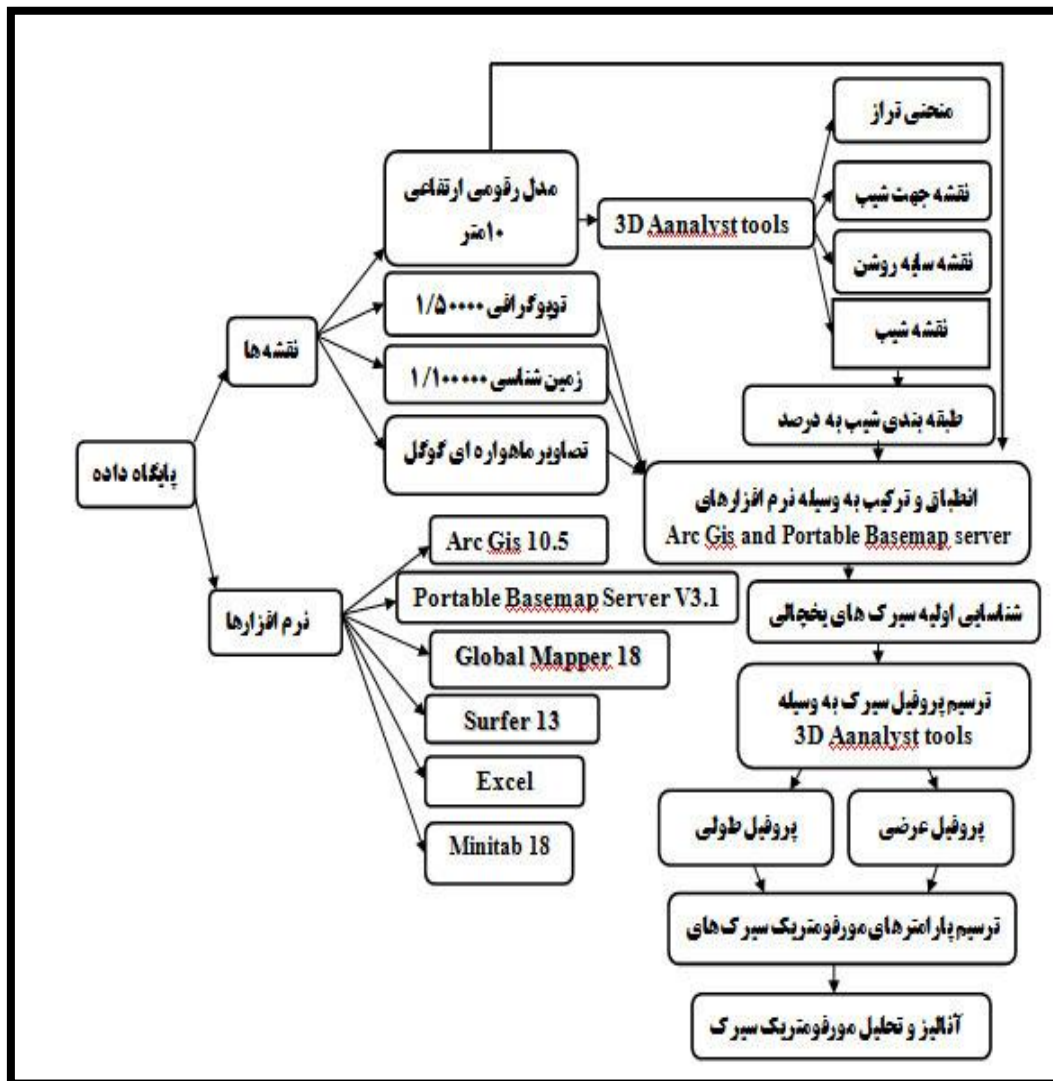 پایگاه داده
نقشه‌ها
نرم افزارها
مدل رقومی ارتفاعی
۱۰متر
توپوگرافی ۱/۵۰۰۰۰
زمین شناسی ۱/۱۰۰۰۰۰
تصاویر ماهواره ای گوگل
Arc Gis 10.5
Portable Basemap Server V3.1
Global Mapper 18
Surfer 13
Excel
Minitab 18
3D Aanalyst tools
منحنی تراز
نقشه جهت شیب
نقشه سایه روشن
نقشه شیب
طبقه بندی شیب به درصد
انطباق و ترکیب به وسیله نرم افزارهای
Arc Gis and Portable Basemap server
شناسایی اولیه سیرک های یخچالی
ترسیم پروفیل سیرک به وسیله
3D Aanalyst tools
پروفیل عرضی
پروفیل طولی
ترسیم پارامترهای مورفومتریک سیرک‌های
آنالیز و تحلیل مورفومتریک سیرک